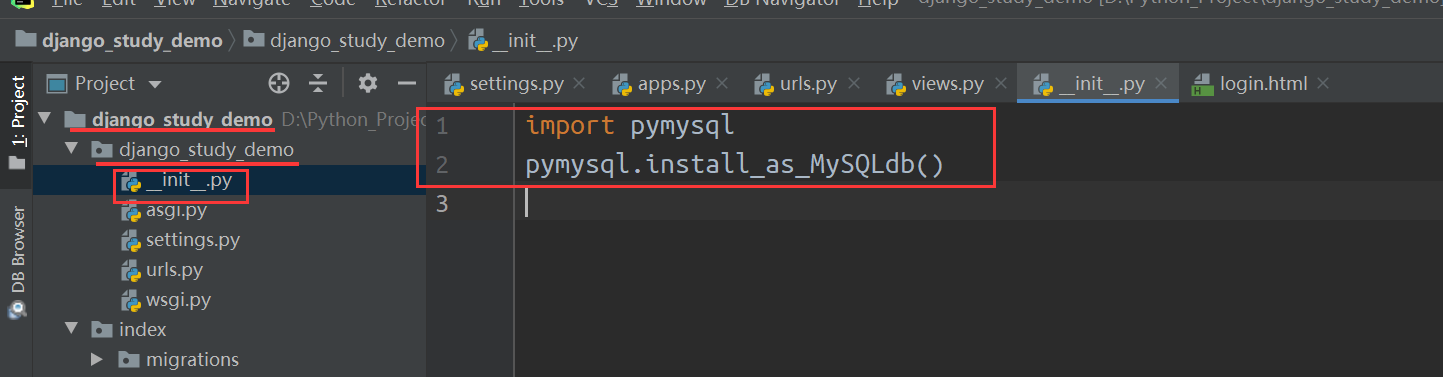 File Edit View Navigate Code Refactor Run Tools VCS Window DB Navigator Help django_study_demo [D:\Python_Project\django_study_demo]
django_study_demo django_study_demo __init__.py
1: Project
DB Browser
Project
django_study_demo D:\Python_Projec
django_study_demo
__init__.py
asgi.py
settings.py
urls.py
wsgi.py
index
migrations
settings.py apps.py urls.py views.py __init__.py login.html
1 import pymysql
2 pymysql.install_as_MySQLdb()
3